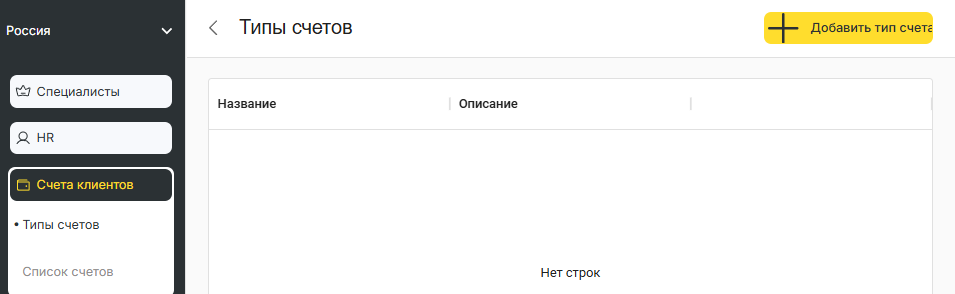 Россия
Типы счетов
Добавить тип счета
Специалисты
HR
Счета клиентов
• Типы счетов
Список счетов
Название
Описание
Нет строк